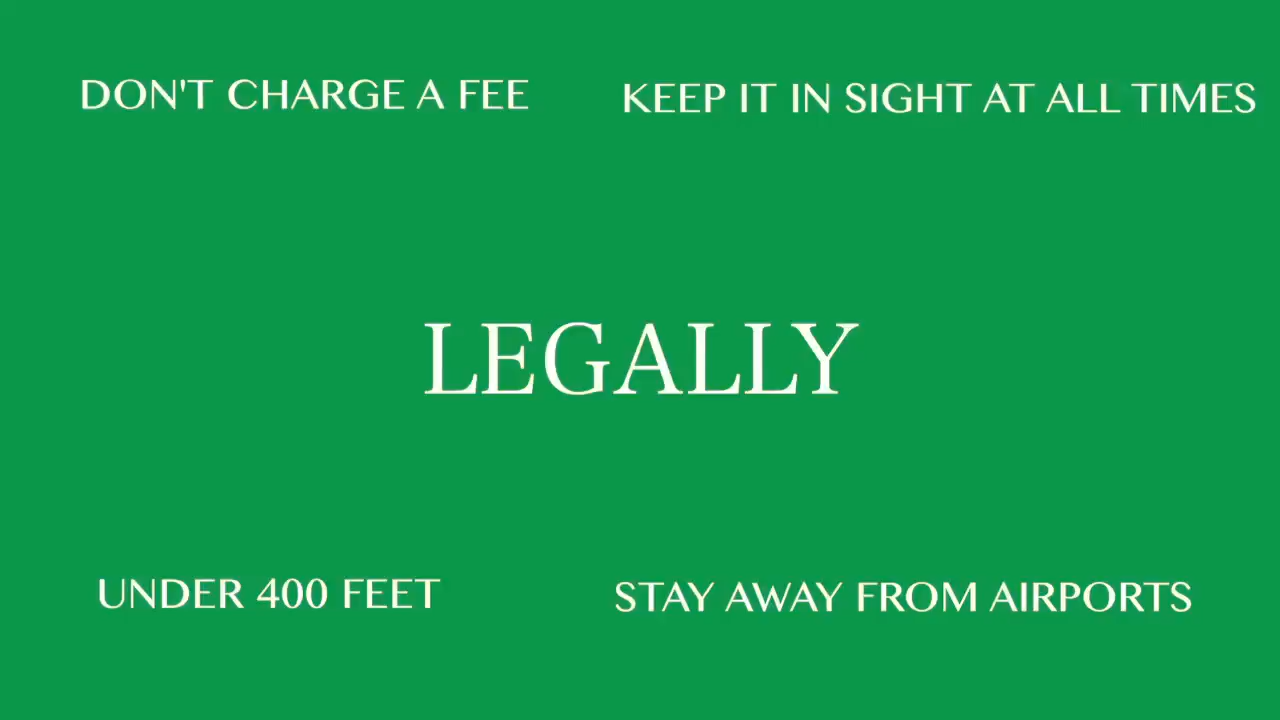 DON'T CHARGE A FEE
KEEP IT IN SIGHT AT ALL TIMES
LEGALLY
UNDER 400 FEET
STAY AWAY FROM AIRPORTS